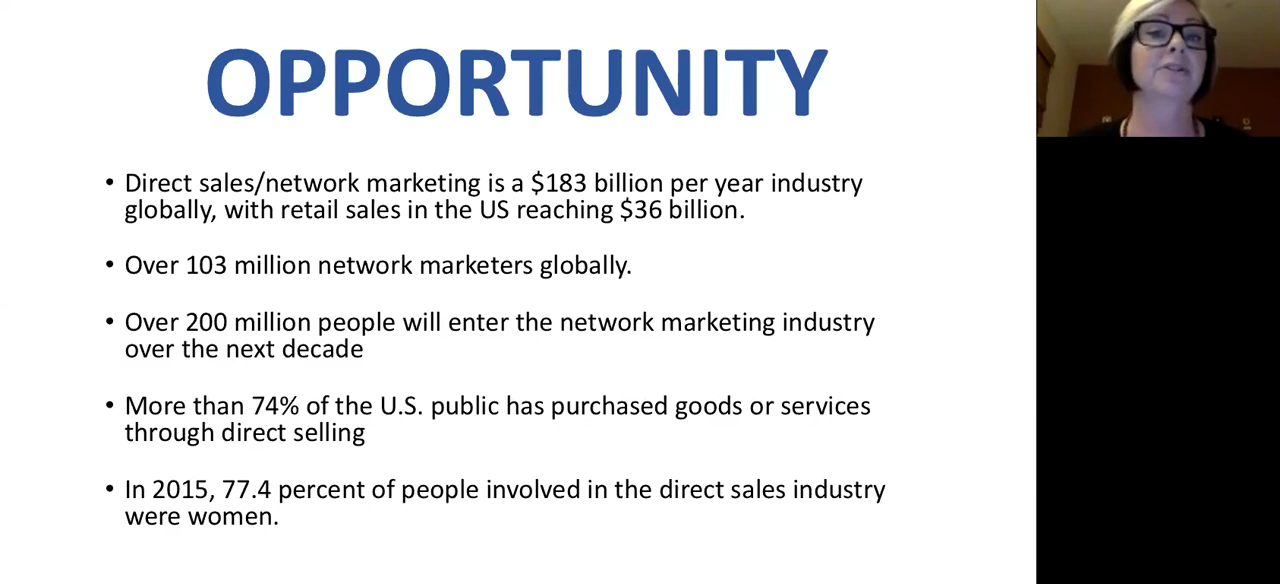 OPPORTUNITY
• Direct sales/network marketing is a $183 billion per year industry
globally, with retail sales in the US reaching $36 billion.
• Over 103 million network marketers globally.
• Over 200 million people will enter the network marketing industry
over the next decade
• More than 74% of the U.S. public has purchased goods or services
through direct selling
• In 2015, 77.4 percent of people involved in the direct sales industry
were women.